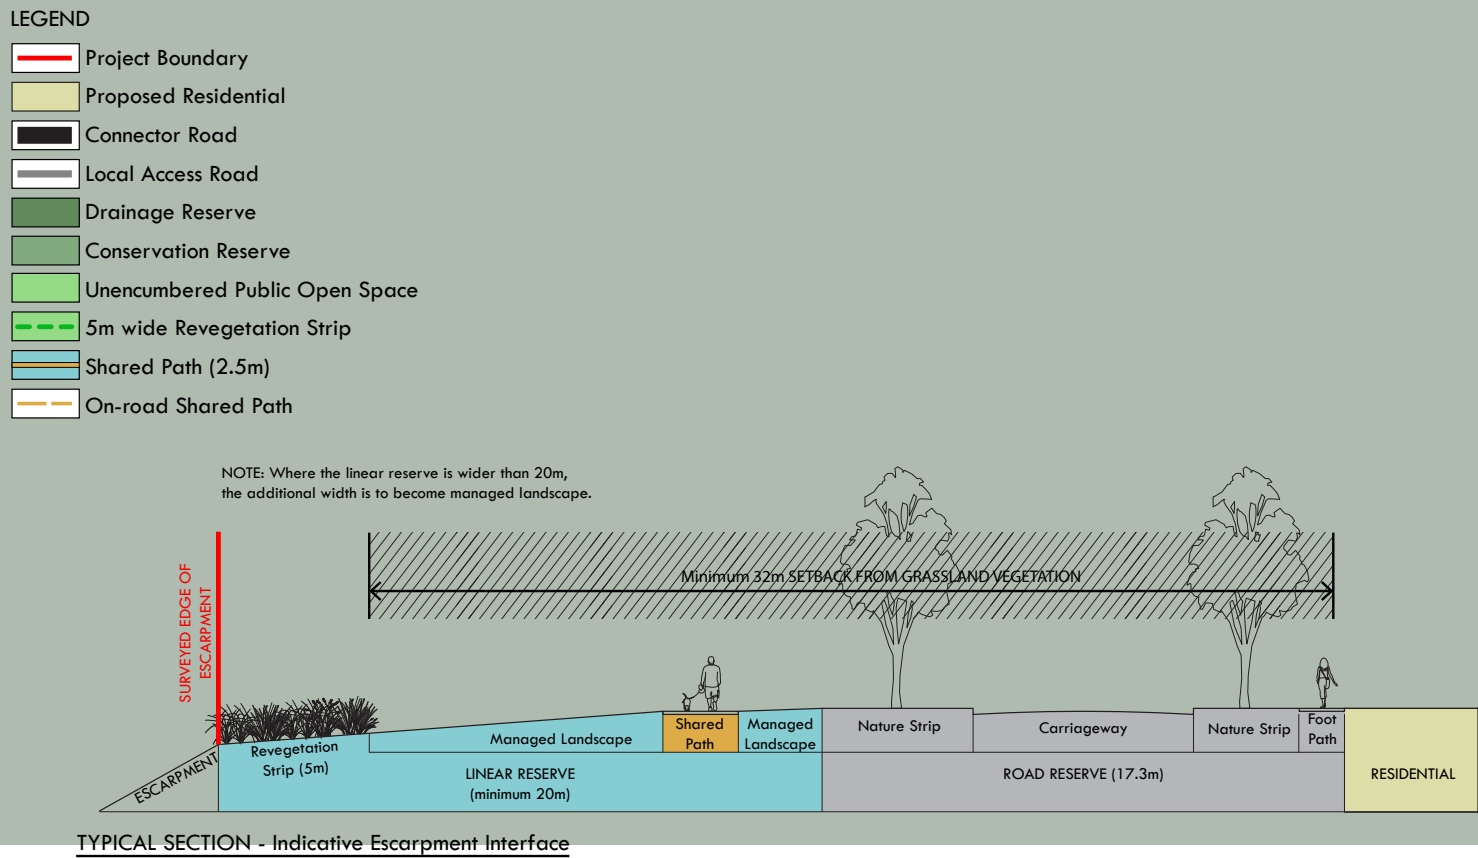 LEGEND
Project Boundary
Proposed Residential
Connector Road
Local Access Road
Drainage Reserve
Conservation Reserve
Unencumbered Public Open Space
5m wide Revegetation Strip
Shared Path (2.5m)
On-road Shared Path
NOTE: Where the linear reserve is wider than 20m,
the additional width is to become managed landscape.
SURVEYED EDGE OF
ESCARPMENT
Minimum 32m SETBACK FROM GRASSLAND VEGETATION
ESCARPMENT
Revegetation
Strip (5m)
Managed Landscape
Shared
Path
Managed
Landscape
Nature Strip
Carriageway
Nature Strip
Foot
Path
LINEAR RESERVE
(minimum 20m)
ROAD RESERVE (17.3m)
RESIDENTIAL
TYPICAL SECTION - Indicative Escarpment Interface